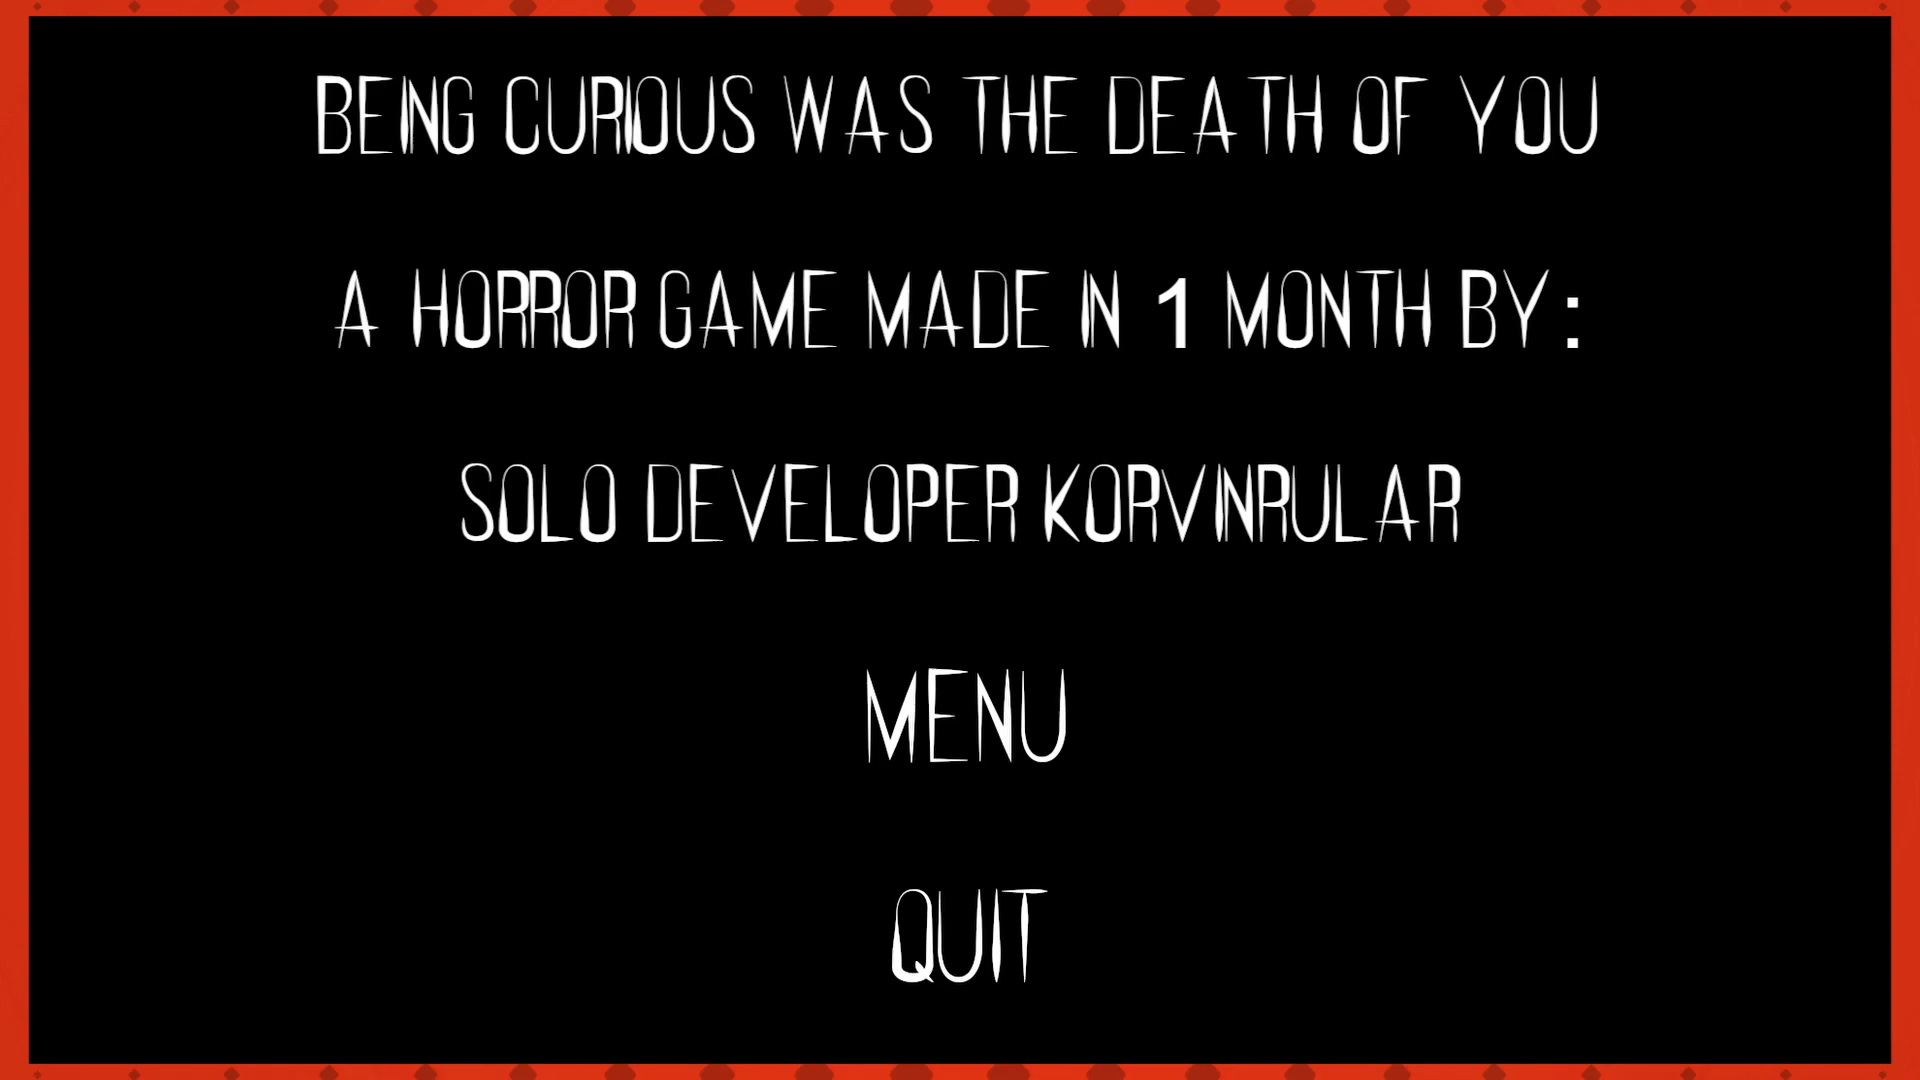 BEING CURIOUS WAS THE DEATH OF YOU
A HORROR GAME MADE IN 1 MONTH BY:
SOLO DEVELOPER KORVINRULAR
MENU
QUIT